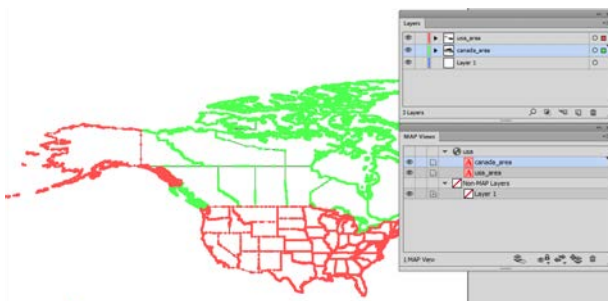 Layers
usa_area
canada_area
Layer 1
3 Layers
MAP Views
usa
canada_area
usa_area
Non-MAP Layers
Layer 1
1 MAP View